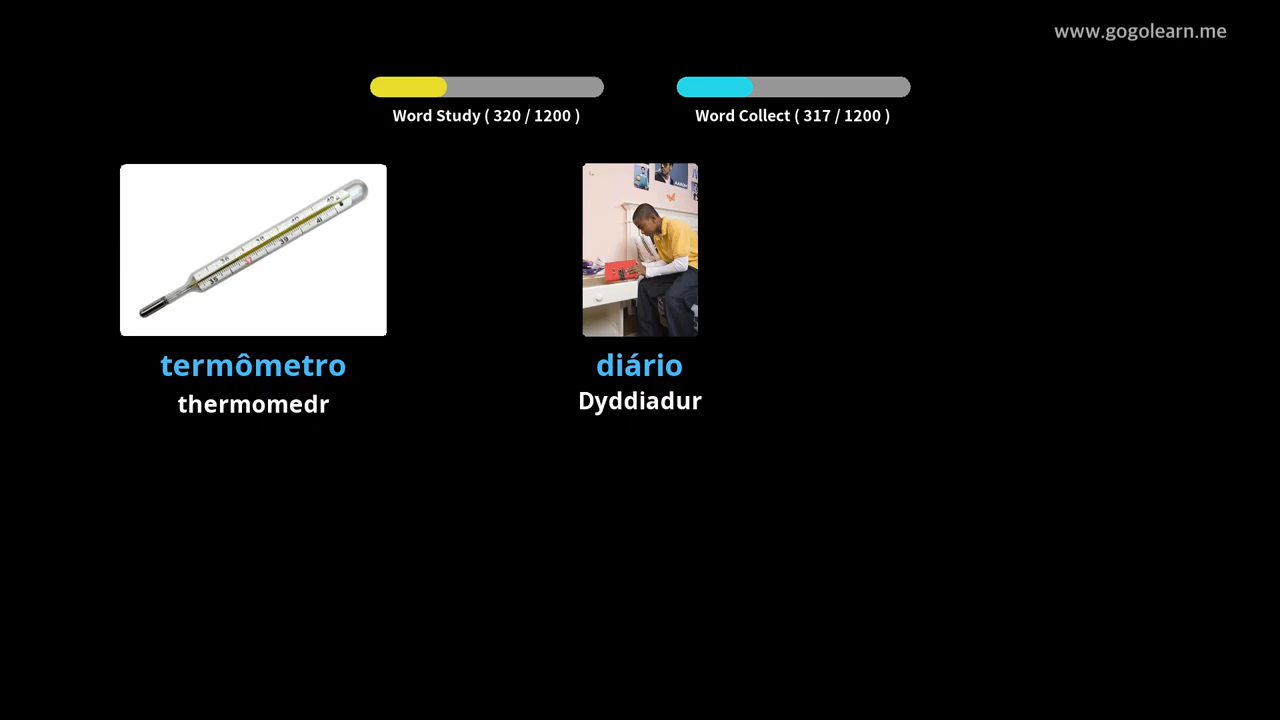 www.gogolearn.me
Word Study ( 320 / 1200 )
Word Collect ( 317 / 1200 )
termômetro
thermomedr
diário
Dyddiadur